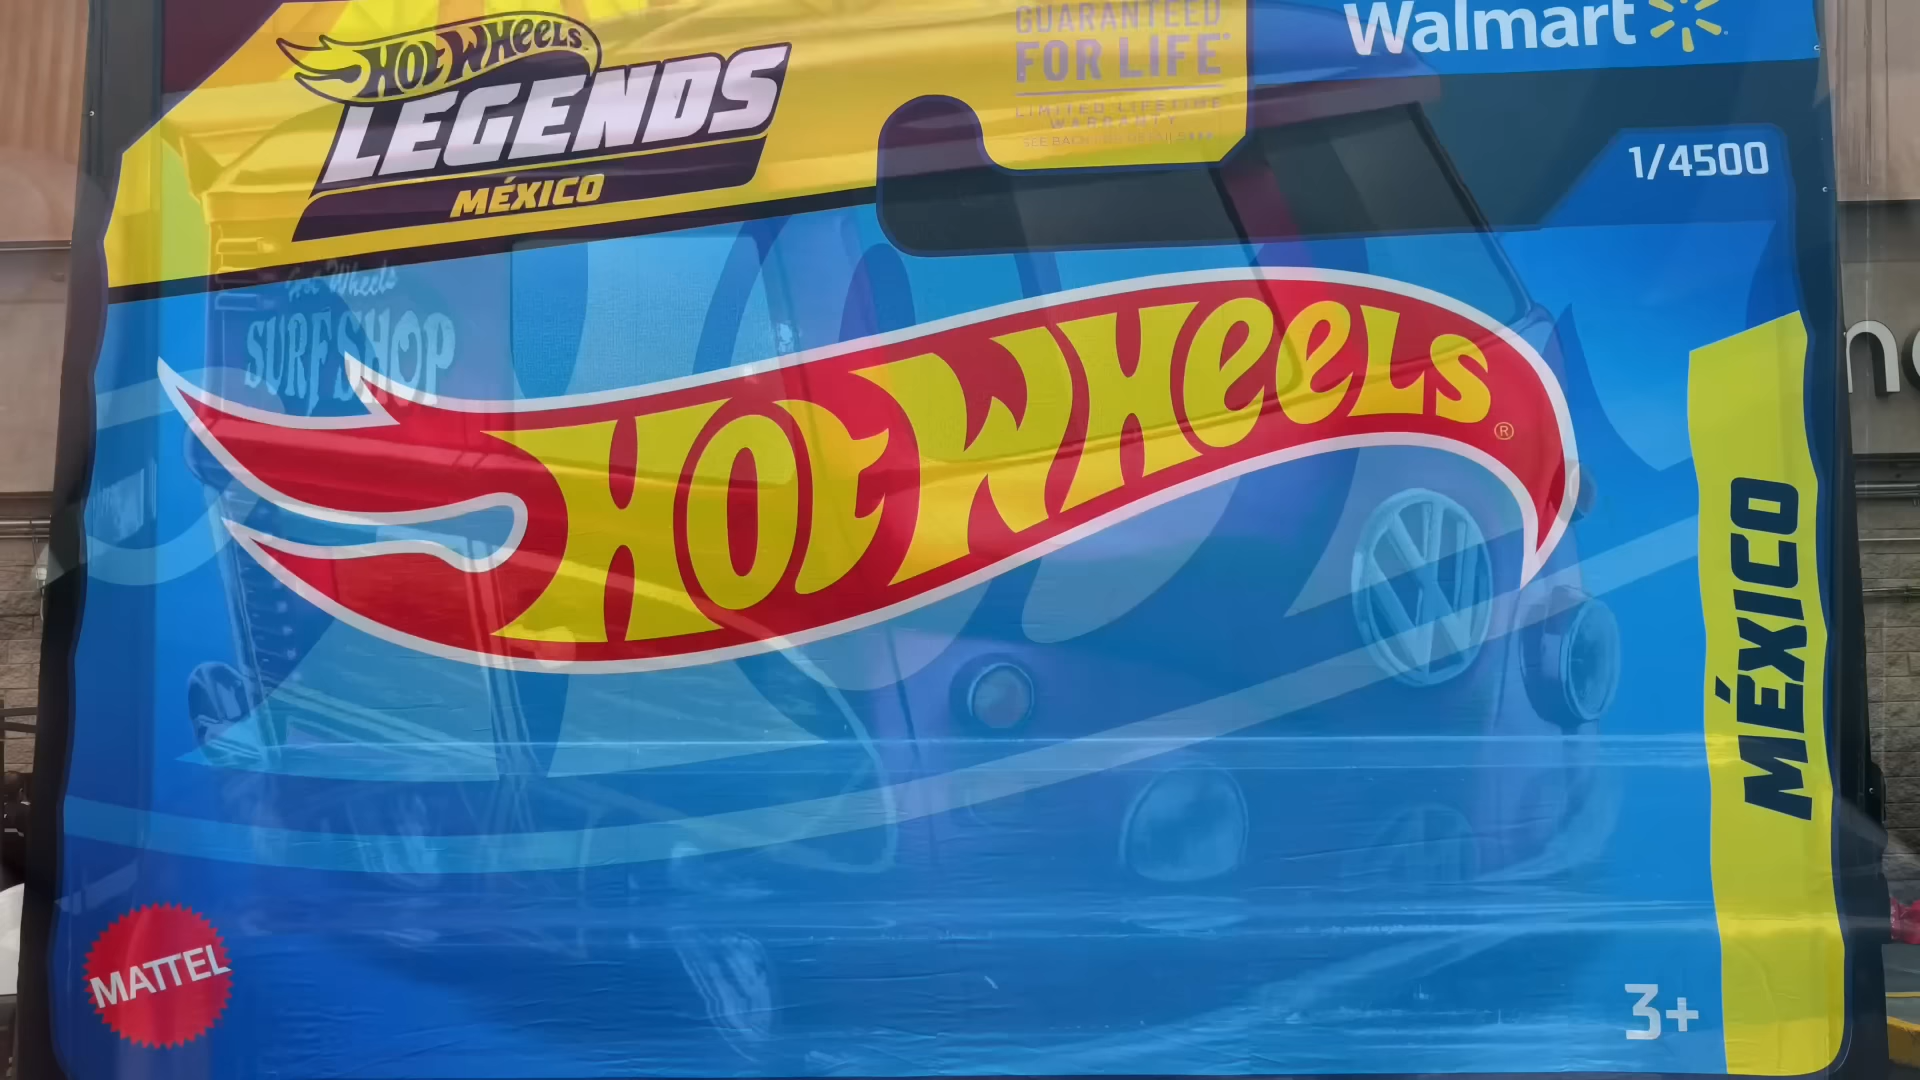 Hot Wheels
LEGENDS
MÉXICO
GUARANTEED
FOR LIFE
LIMITED LIFETIME
WARRANTY
Walmart
1/4500
Hot Wheels
SURF SHOP
HOT WHEELS ®
MÉXICO
MATTEL
3+